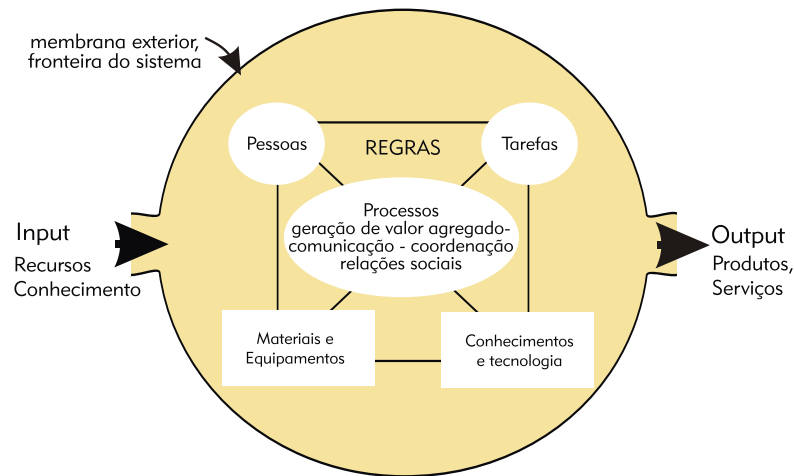 membrana exterior,
fronteira do sistema
Pessoas
REGRAS
Tarefas
Processos
geração de valor agregado-
comunicação - coordenação
relações sociais
Input
Recursos
Conhecimento
Output
Produtos,
Serviços
Materiais e
Equipamentos
Conhecimentos
e tecnologia